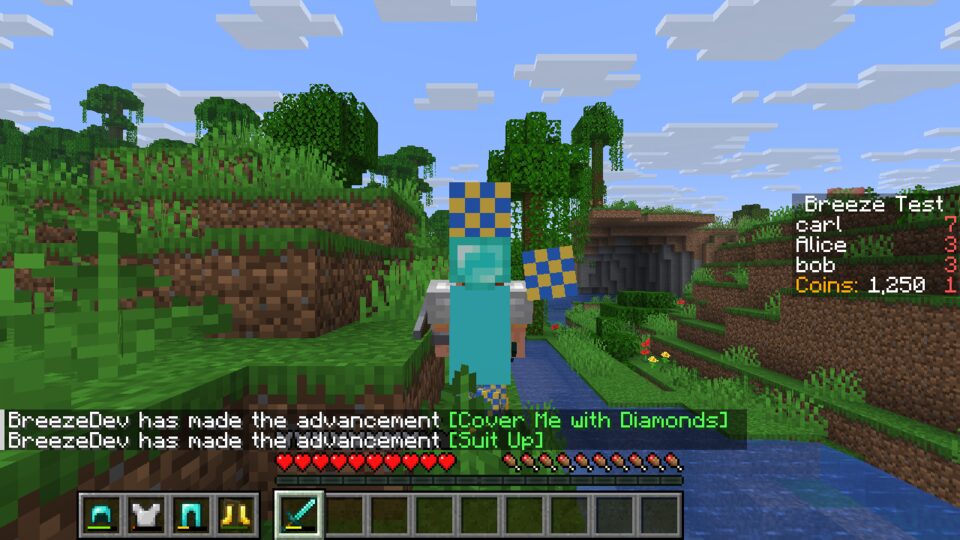 Breeze Test
carl 7
Alice 3
bob 3
Coins: 1,250 1
BreezeDev has made the advancement [Cover Me with Diamonds]
BreezeDev has made the advancement [Suit Up]